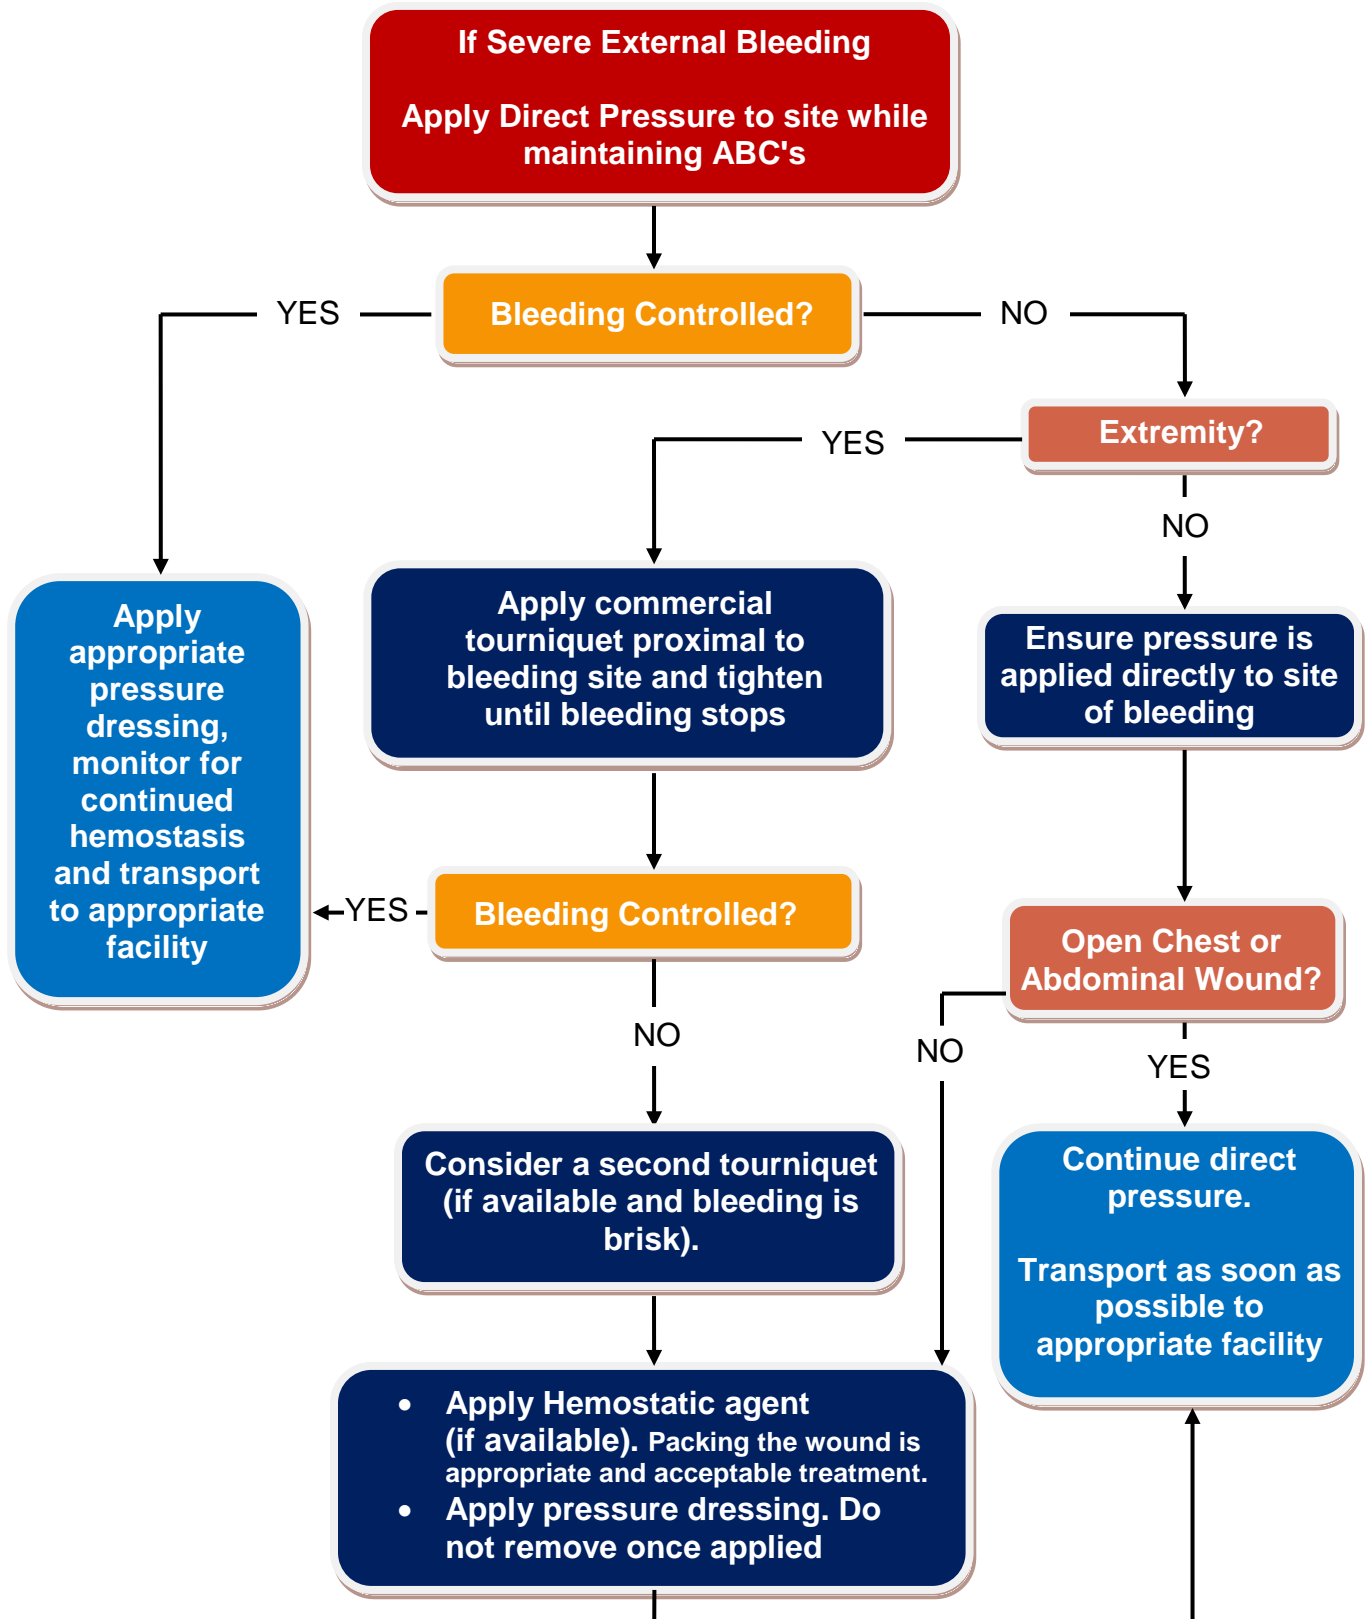 If Severe External Bleeding
Apply Direct Pressure to site while
maintaining ABC's
YES
Bleeding Controlled?
NO
Extremity?
YES
NO
Apply
appropriate
pressure
dressing,
monitor for
continued
hemostasis
and transport
to appropriate
facility
Apply commercial
tourniquet proximal to
bleeding site and tighten
until bleeding stops
Ensure pressure is
applied directly to site
of bleeding
YES
Bleeding Controlled?
Open Chest or
Abdominal Wound?
NO
NO
YES
Consider a second tourniquet
(if available and bleeding is
brisk).
Continue direct
pressure.
Transport as soon as
possible to
appropriate facility
• Apply Hemostatic agent
(if available). Packing the wound is
appropriate and acceptable treatment.
• Apply pressure dressing. Do
not remove once applied